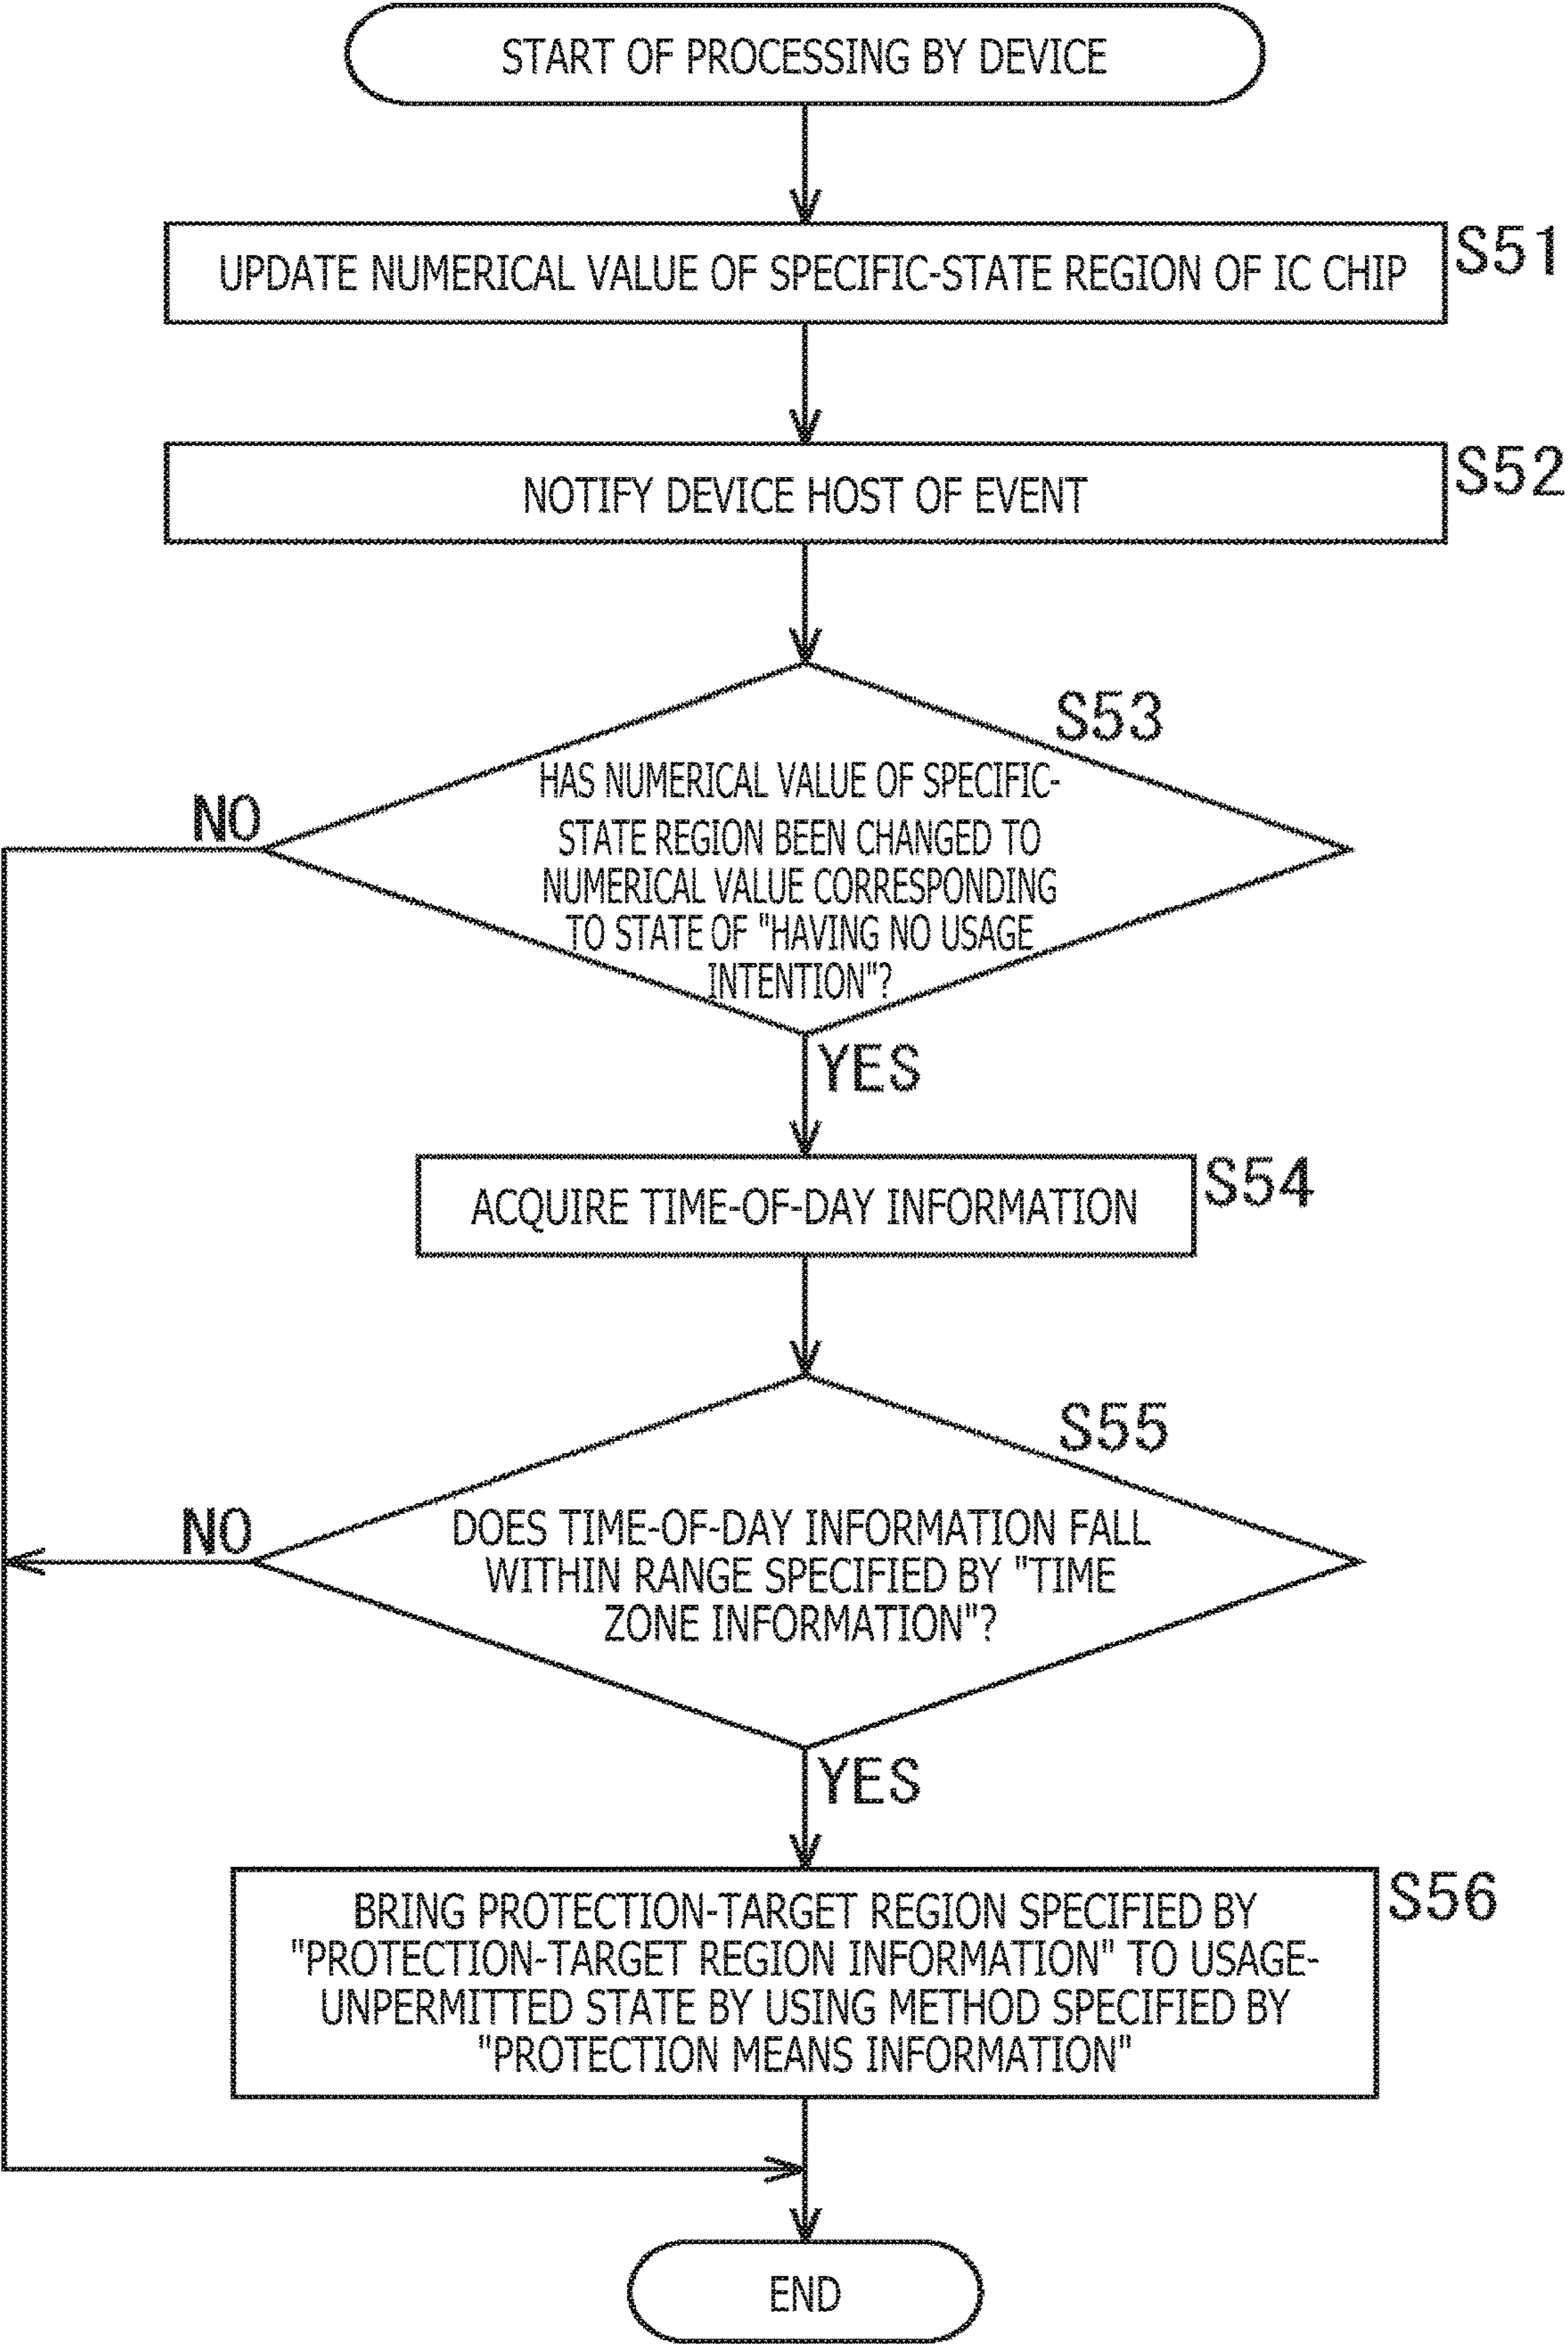 START OF PROCESSING BY DEVICE
UPDATE NUMERICAL VALUE OF SPECIFIC-STATE REGION OF IC CHIP
S51
NOTIFY DEVICE HOST OF EVENT
S52
S53
HAS NUMERICAL VALUE OF SPECIFIC-
STATE REGION BEEN CHANGED TO
NUMERICAL VALUE CORRESPONDING
TO STATE OF "HAVING NO USAGE
INTENTION"?
NO
YES
ACQUIRE TIME-OF-DAY INFORMATION
S54
S55
DOES TIME-OF-DAY INFORMATION FALL
WITHIN RANGE SPECIFIED BY "TIME
ZONE INFORMATION"?
NO
YES
BRING PROTECTION-TARGET REGION SPECIFIED BY
"PROTECTION-TARGET REGION INFORMATION" TO USAGE-
UNPERMITTED STATE BY USING METHOD SPECIFIED BY
"PROTECTION MEANS INFORMATION"
S56
END